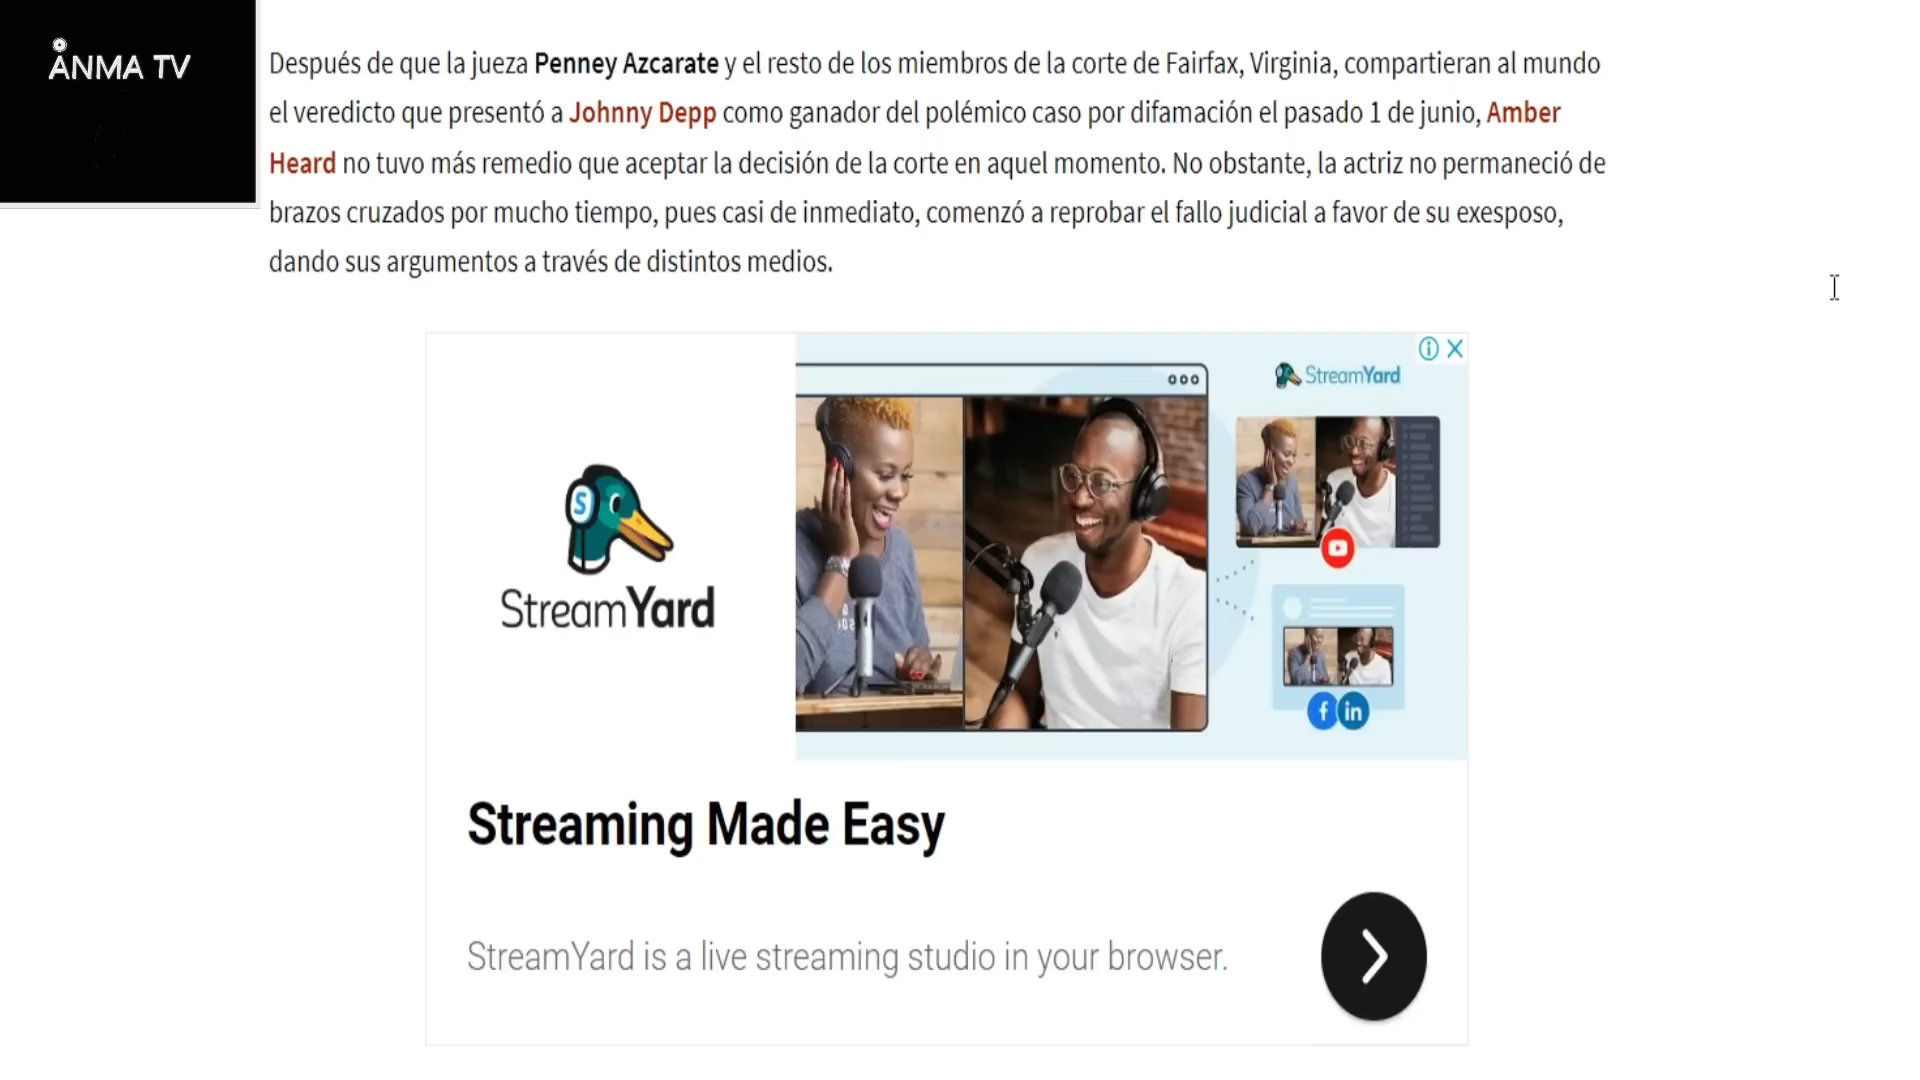 ANMA TV
Después de que la jueza Penney Azcarate y el resto de los miembros de la corte de Fairfax, Virginia, compartieran al mundo
el veredicto que presentó a Johnny Depp como ganador del polémico caso por difamación el pasado 1 de junio, Amber
Heard no tuvo más remedio que aceptar la decisión de la corte en aquel momento. No obstante, la actriz no permaneció de
brazos cruzados por mucho tiempo, pues casi de inmediato, comenzó a reprobar el fallo judicial a favor de su exesposo,
dando sus argumentos a través de distintos medios.
StreamYard
S
StreamYard
f in
Streaming Made Easy
StreamYard is a live streaming studio in your browser.